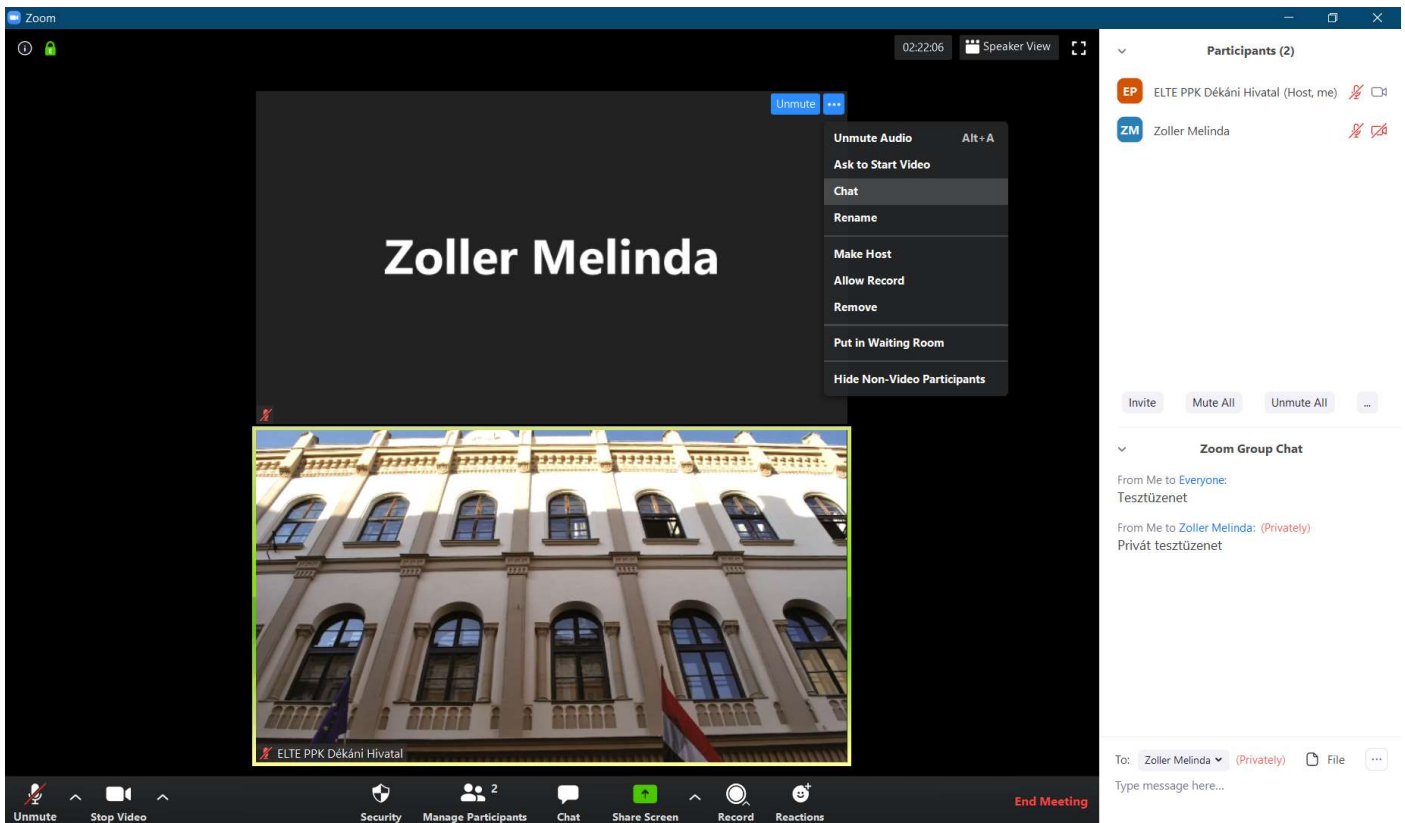 Zoom
02:22:06 Speaker View
Unmute
Unmute Audio Alt+A
Ask to Start Video
Chat
Rename
Make Host
Allow Record
Remove
Put in Waiting Room
Hide Non-Video Participants
Zoller Melinda
ELTE PPK Dékáni Hivatal
Unmute
Stop Video
Security
Manage Participants 2
Chat
Share Screen
Record
Reactions
End Meeting
Participants (2)
EP ELTE PPK Dékáni Hivatal (Host, me)
ZM Zoller Melinda
Invite Mute All Unmute All ...
Zoom Group Chat
From Me to Everyone:
Tesztüzenet
From Me to Zoller Melinda: (Privately)
Privát tesztüzenet
To: Zoller Melinda (Privately) File ...
Type message here...